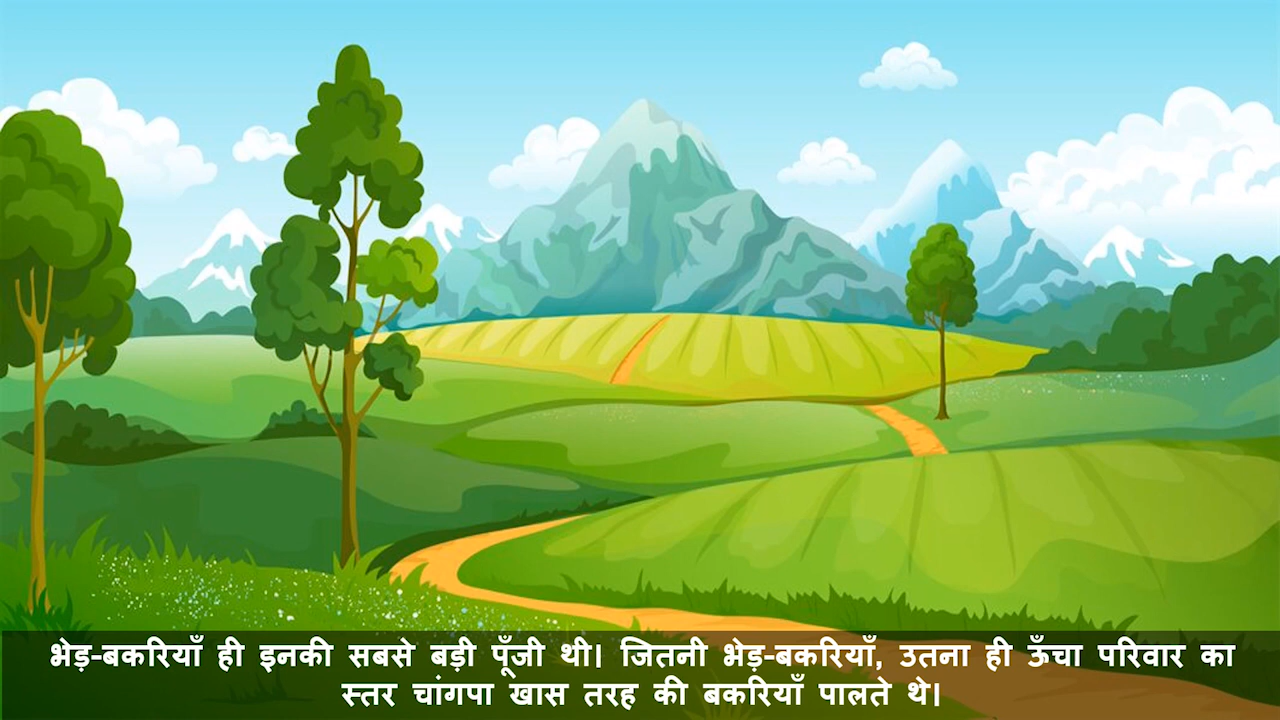 भेड़-बकरियाँ ही इनकी सबसे बड़ी पूँजी थी। जितनी भेड़-बकरियाँ, उतना ही ऊँचा परिवार का
स्तर चांगपा खास तरह की बकरियाँ पालते थे।